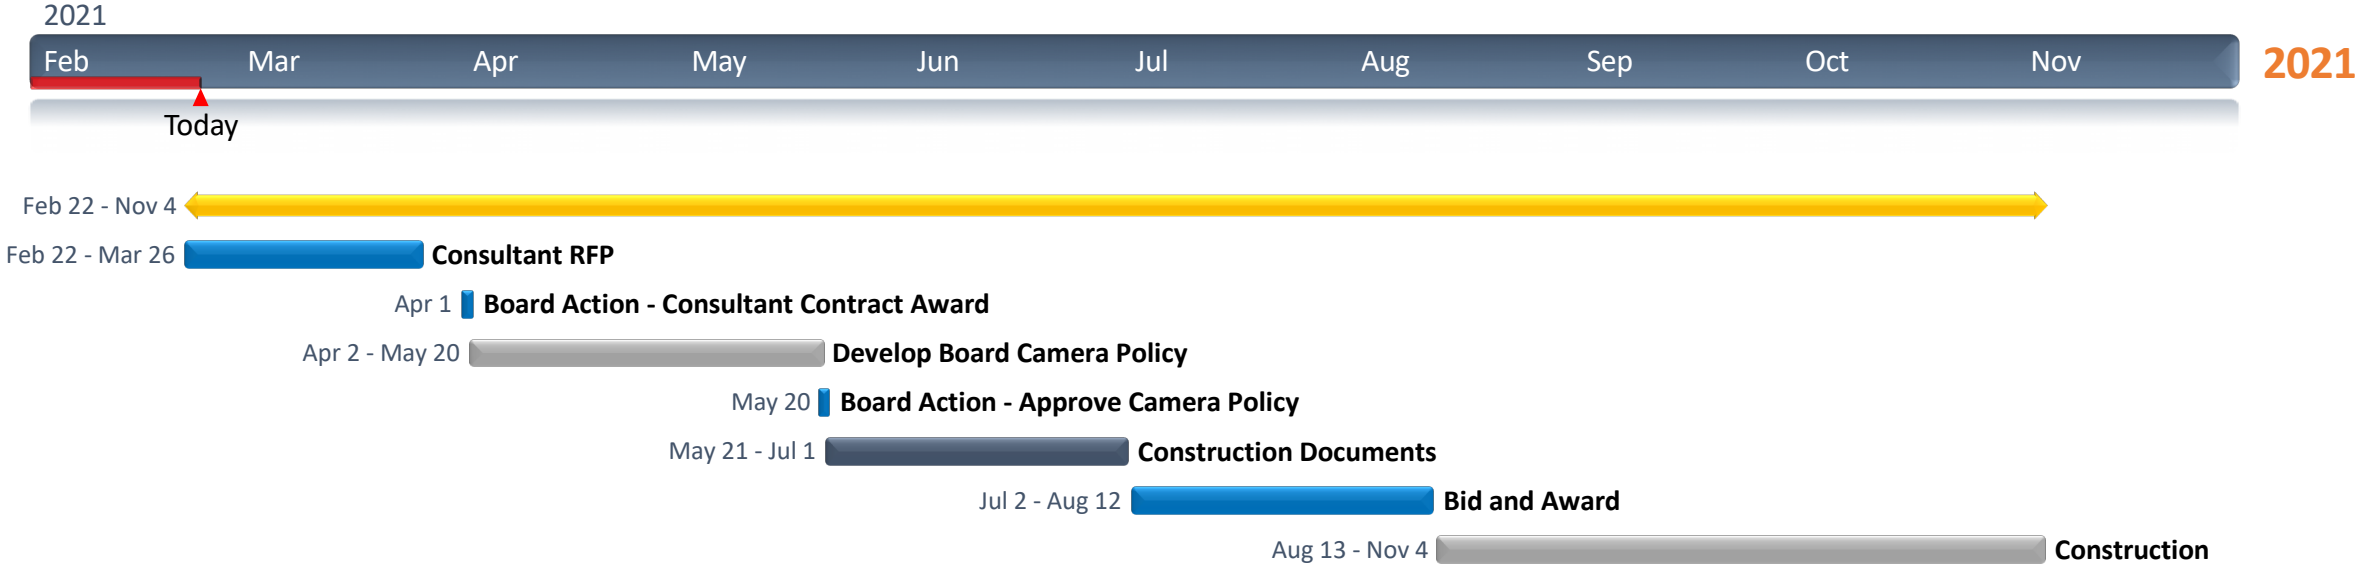 2021
Feb Mar Apr May Jun Jul Aug Sep Oct Nov 2021
Today
Feb 22 - Nov 4
Feb 22 - Mar 26 Consultant RFP
Apr 1 Board Action - Consultant Contract Award
Apr 2 - May 20 Develop Board Camera Policy
May 20 Board Action - Approve Camera Policy
May 21 - Jul 1 Construction Documents
Jul 2 - Aug 12 Bid and Award
Aug 13 - Nov 4 Construction